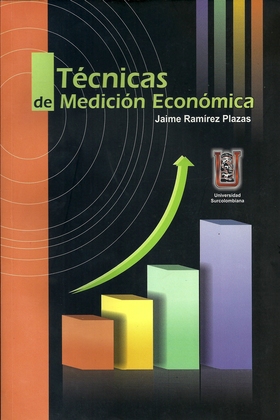 Técnicas
de Medición Económica
Jaime Ramírez Plazas
Universidad
Surcolombiana